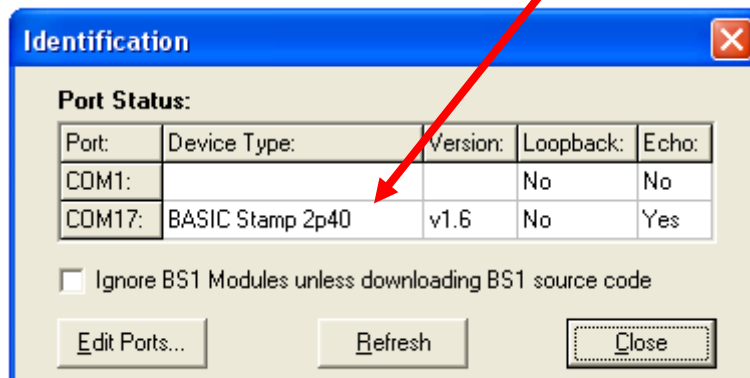 Identification
Port Status:
Port: Device Type: Version: Loopback: Echo:
COM1: No No
COM17: BASIC Stamp 2p40 v1.6 No Yes
Ignore BS1 Modules unless downloading BS1 source code
Edit Ports... Refresh Close